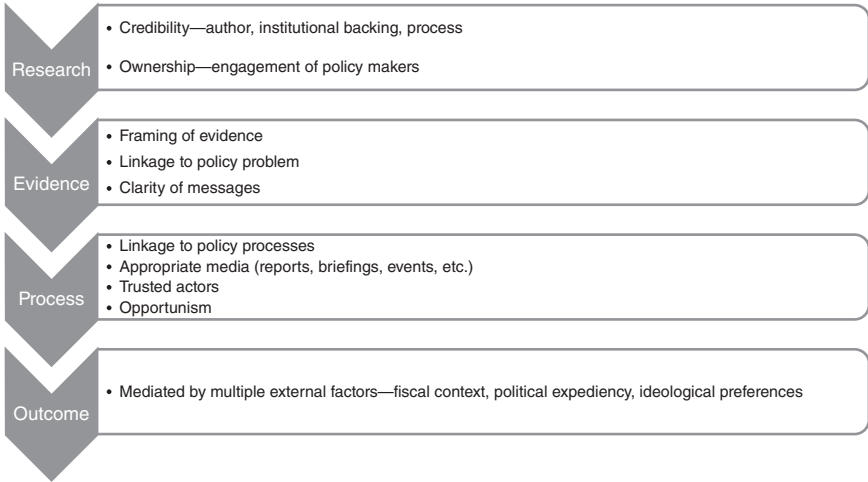 Research
• Credibility—author, institutional backing, process
• Ownership—engagement of policy makers
Evidence
• Framing of evidence
• Linkage to policy problem
• Clarity of messages
Process
• Linkage to policy processes
• Appropriate media (reports, briefings, events, etc.)
• Trusted actors
• Opportunism
Outcome
• Mediated by multiple external factors—fiscal context, political expediency, ideological preferences